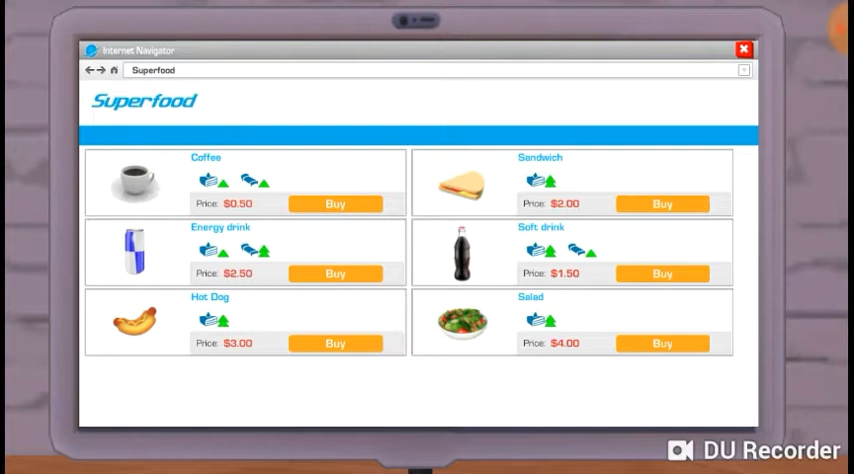 Internet Navigator
Superfood
Superfood
Coffee
Price: $0.50 Buy
Sandwich
Price: $2.00 Buy
Energy drink
Price: $2.50 Buy
Soft drink
Price: $1.50 Buy
Hot Dog
Price: $3.00 Buy
Salad
Price: $4.00 Buy
DU Recorder